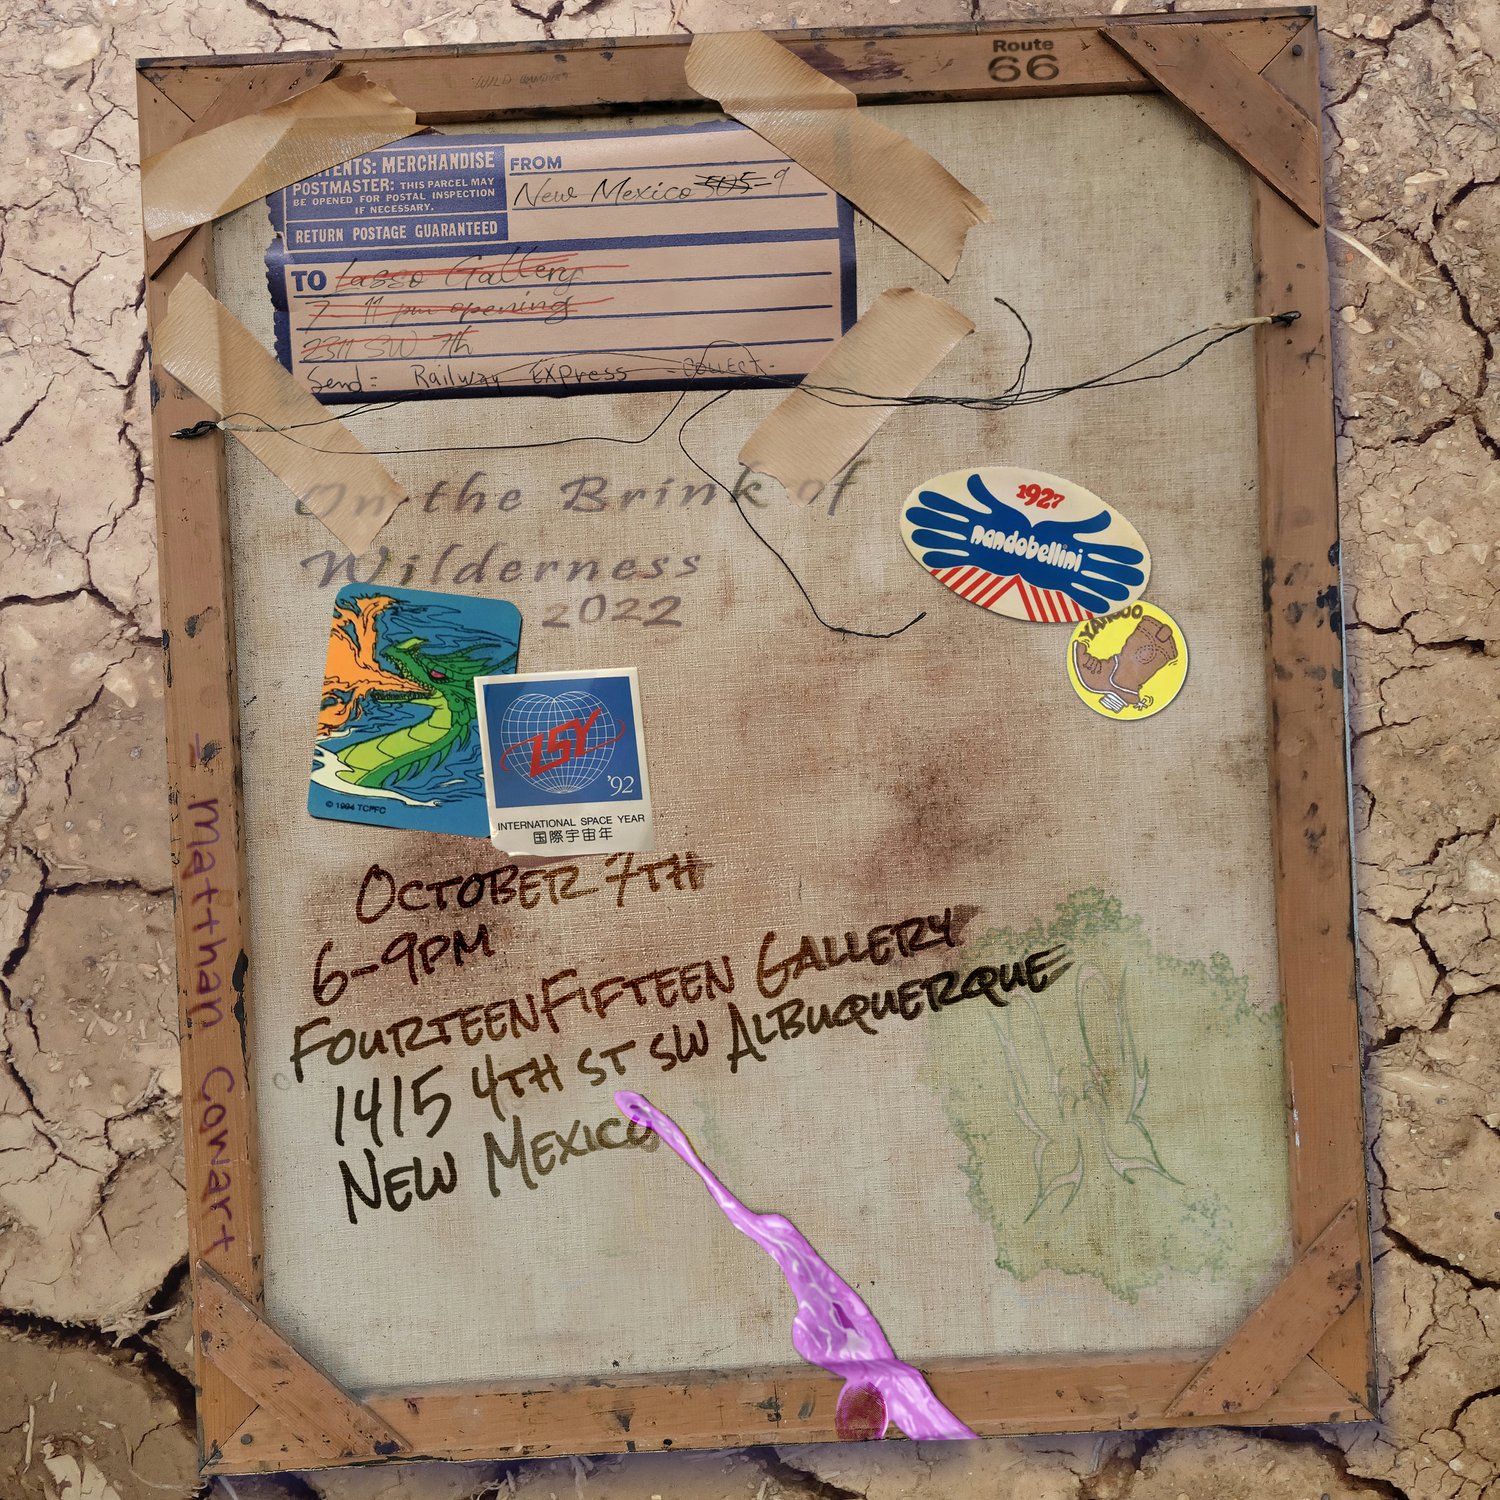 Route
66
WILD
TENTS: MERCHANDISE
POSTMASTER: THIS PARCEL MAY
BE OPENED FOR POSTAL INSPECTION
IF NECESSARY.
RETURN POSTAGE GUARANTEED
FROM
New Mexico 505-9
TO Lasso Gallery
7 11 pm opening
2311 SW 7th
Send: Railway EXPress - COLLECT.
On the Brink of
Wilderness
2022
1927
nandobellini
YAHOO
© 1994 TCFFC
ISY
'92
INTERNATIONAL SPACE YEAR
国際宇宙年
OCTOBER 7TH
6-9PM
FOURTEENFIFTEEN GALLERY
1415 4TH ST SW ALBUQUERQUE
NEW MEXICO
Matthan Cowart